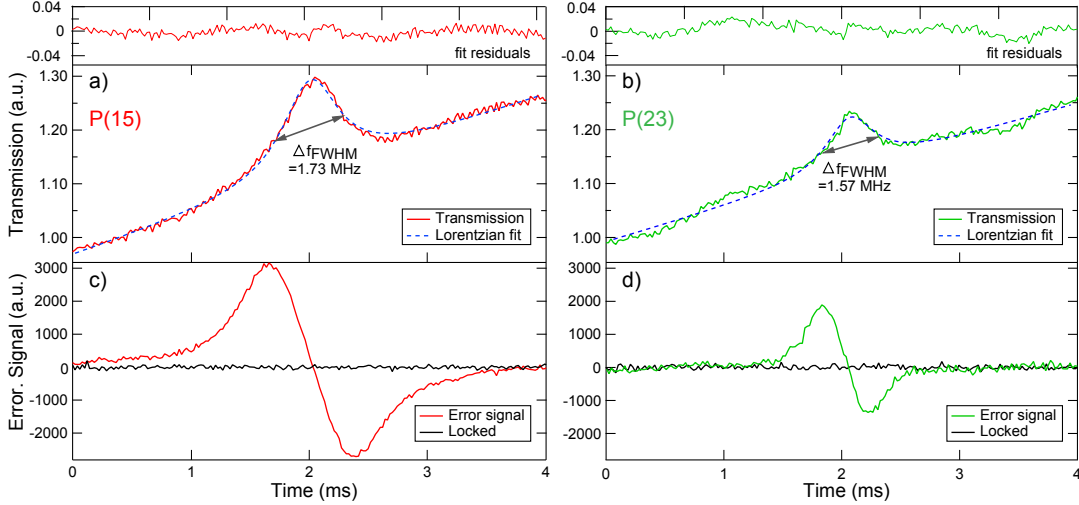 0.04
0
-0.04
fit residuals
a)
P(15)
1.30
1.20
1.10
1.00
Transmission (a.u.)
ΔfFWHM
=1.73 MHz
Transmission
Lorentzian fit
c)
3000
2000
1000
0
-1000
-2000
Error. Signal (a.u.)
Error signal
Locked
0 1 2 3 4
Time (ms)
0.04
0
-0.04
fit residuals
b)
P(23)
1.30
1.20
1.10
1.00
ΔfFWHM
=1.57 MHz
Transmission
Lorentzian fit
d)
3000
2000
1000
0
-1000
-2000
Error signal
Locked
0 1 2 3 4
Time (ms)